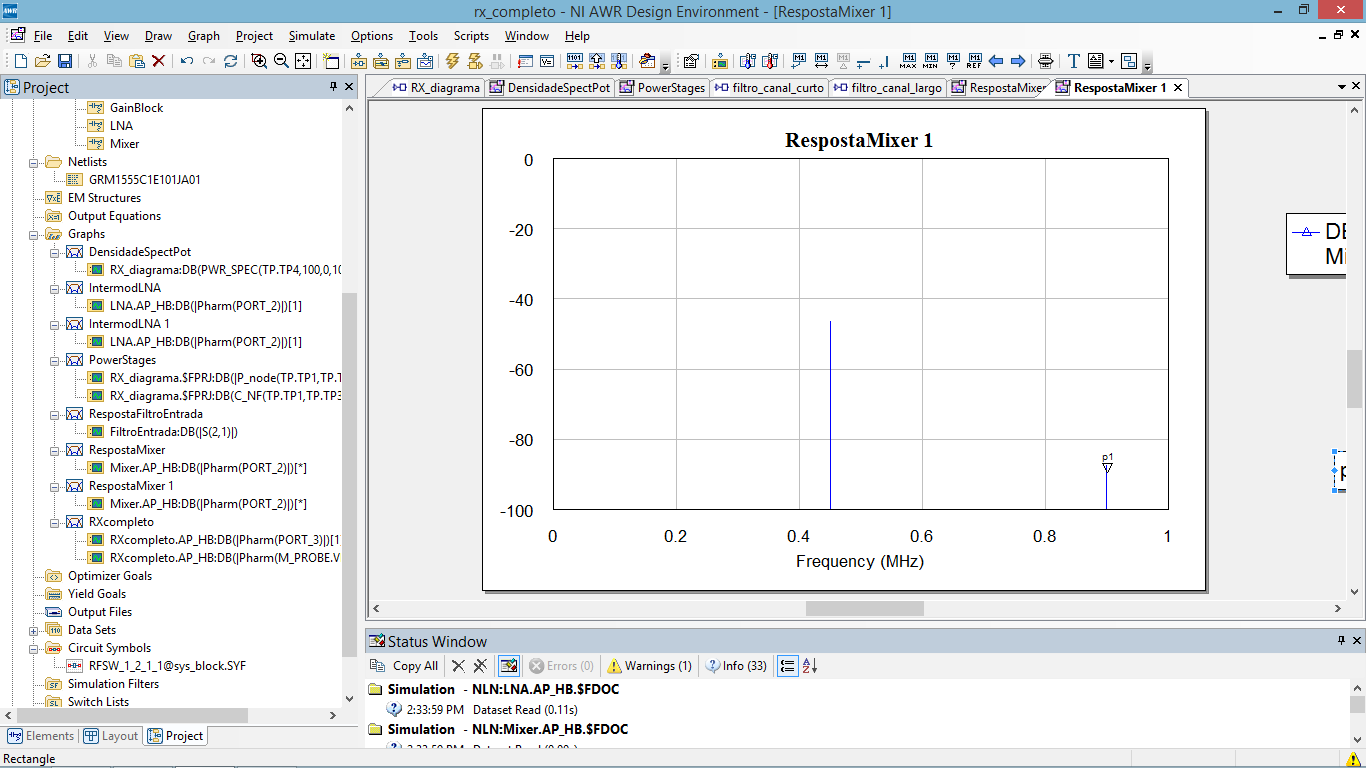 AWR
rx_completo - NI AWR Design Environment - [RespostaMixer 1]
File Edit View Draw Graph Project Simulate Options Tools Scripts Window Help
Project
GainBlock
LNA
Mixer
Netlists
GRM1555C1E101JA01
EM Structures
Output Equations
Graphs
DensidadeSpectPot
RX_diagrama:DB(PWR_SPEC(TP.TP4,100,0,10
IntermodLNA
LNA.AP_HB:DB(|Pharm(PORT_2)|)[1]
IntermodLNA 1
LNA.AP_HB:DB(|Pharm(PORT_2)|)[1]
PowerStages
RX_diagrama.$FPRJ:DB(|P_node(TP.TP1,TP.T
RX_diagrama.$FPRJ:DB(C_NF(TP.TP1,TP.TP3
RespostaFiltroEntrada
FiltroEntrada:DB(|S(2,1)|)
RespostaMixer
Mixer.AP_HB:DB(|Pharm(PORT_2)|)[*]
RespostaMixer 1
Mixer.AP_HB:DB(|Pharm(PORT_2)|)[*]
RXcompleto
RXcompleto.AP_HB:DB(|Pharm(PORT_3)|)[1
RXcompleto.AP_HB:DB(|Pharm(M_PROBE.V
Optimizer Goals
Yield Goals
Output Files
Data Sets
Circuit Symbols
RFSW_1_2_1_1@sys_block.SYF
Simulation Filters
Switch Lists
Elements Layout Project
Rectangle
RX_diagrama DensidadeSpectPot PowerStages filtro_canal_curto filtro_canal_largo RespostaMixer RespostaMixer 1
RespostaMixer 1
0
-20
-40
-60
-80
-100
p1
0 0.2 0.4 0.6 0.8 1
Frequency (MHz)
DE
Mi
p
Status Window
Copy All Errors (0) Warnings (1) Info (33)
Simulation - NLN:LNA.AP_HB.$FDOC
2:33:59 PM Dataset Read (0.11s)
Simulation - NLN:Mixer.AP_HB.$FDOC